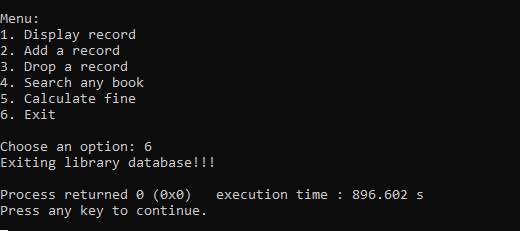 Menu:
1. Display record
2. Add a record
3. Drop a record
4. Search any book
5. Calculate fine
6. Exit
Choose an option: 6
Exiting library database!!!
Process returned 0 (0x0)   execution time : 896.602 s
Press any key to continue.